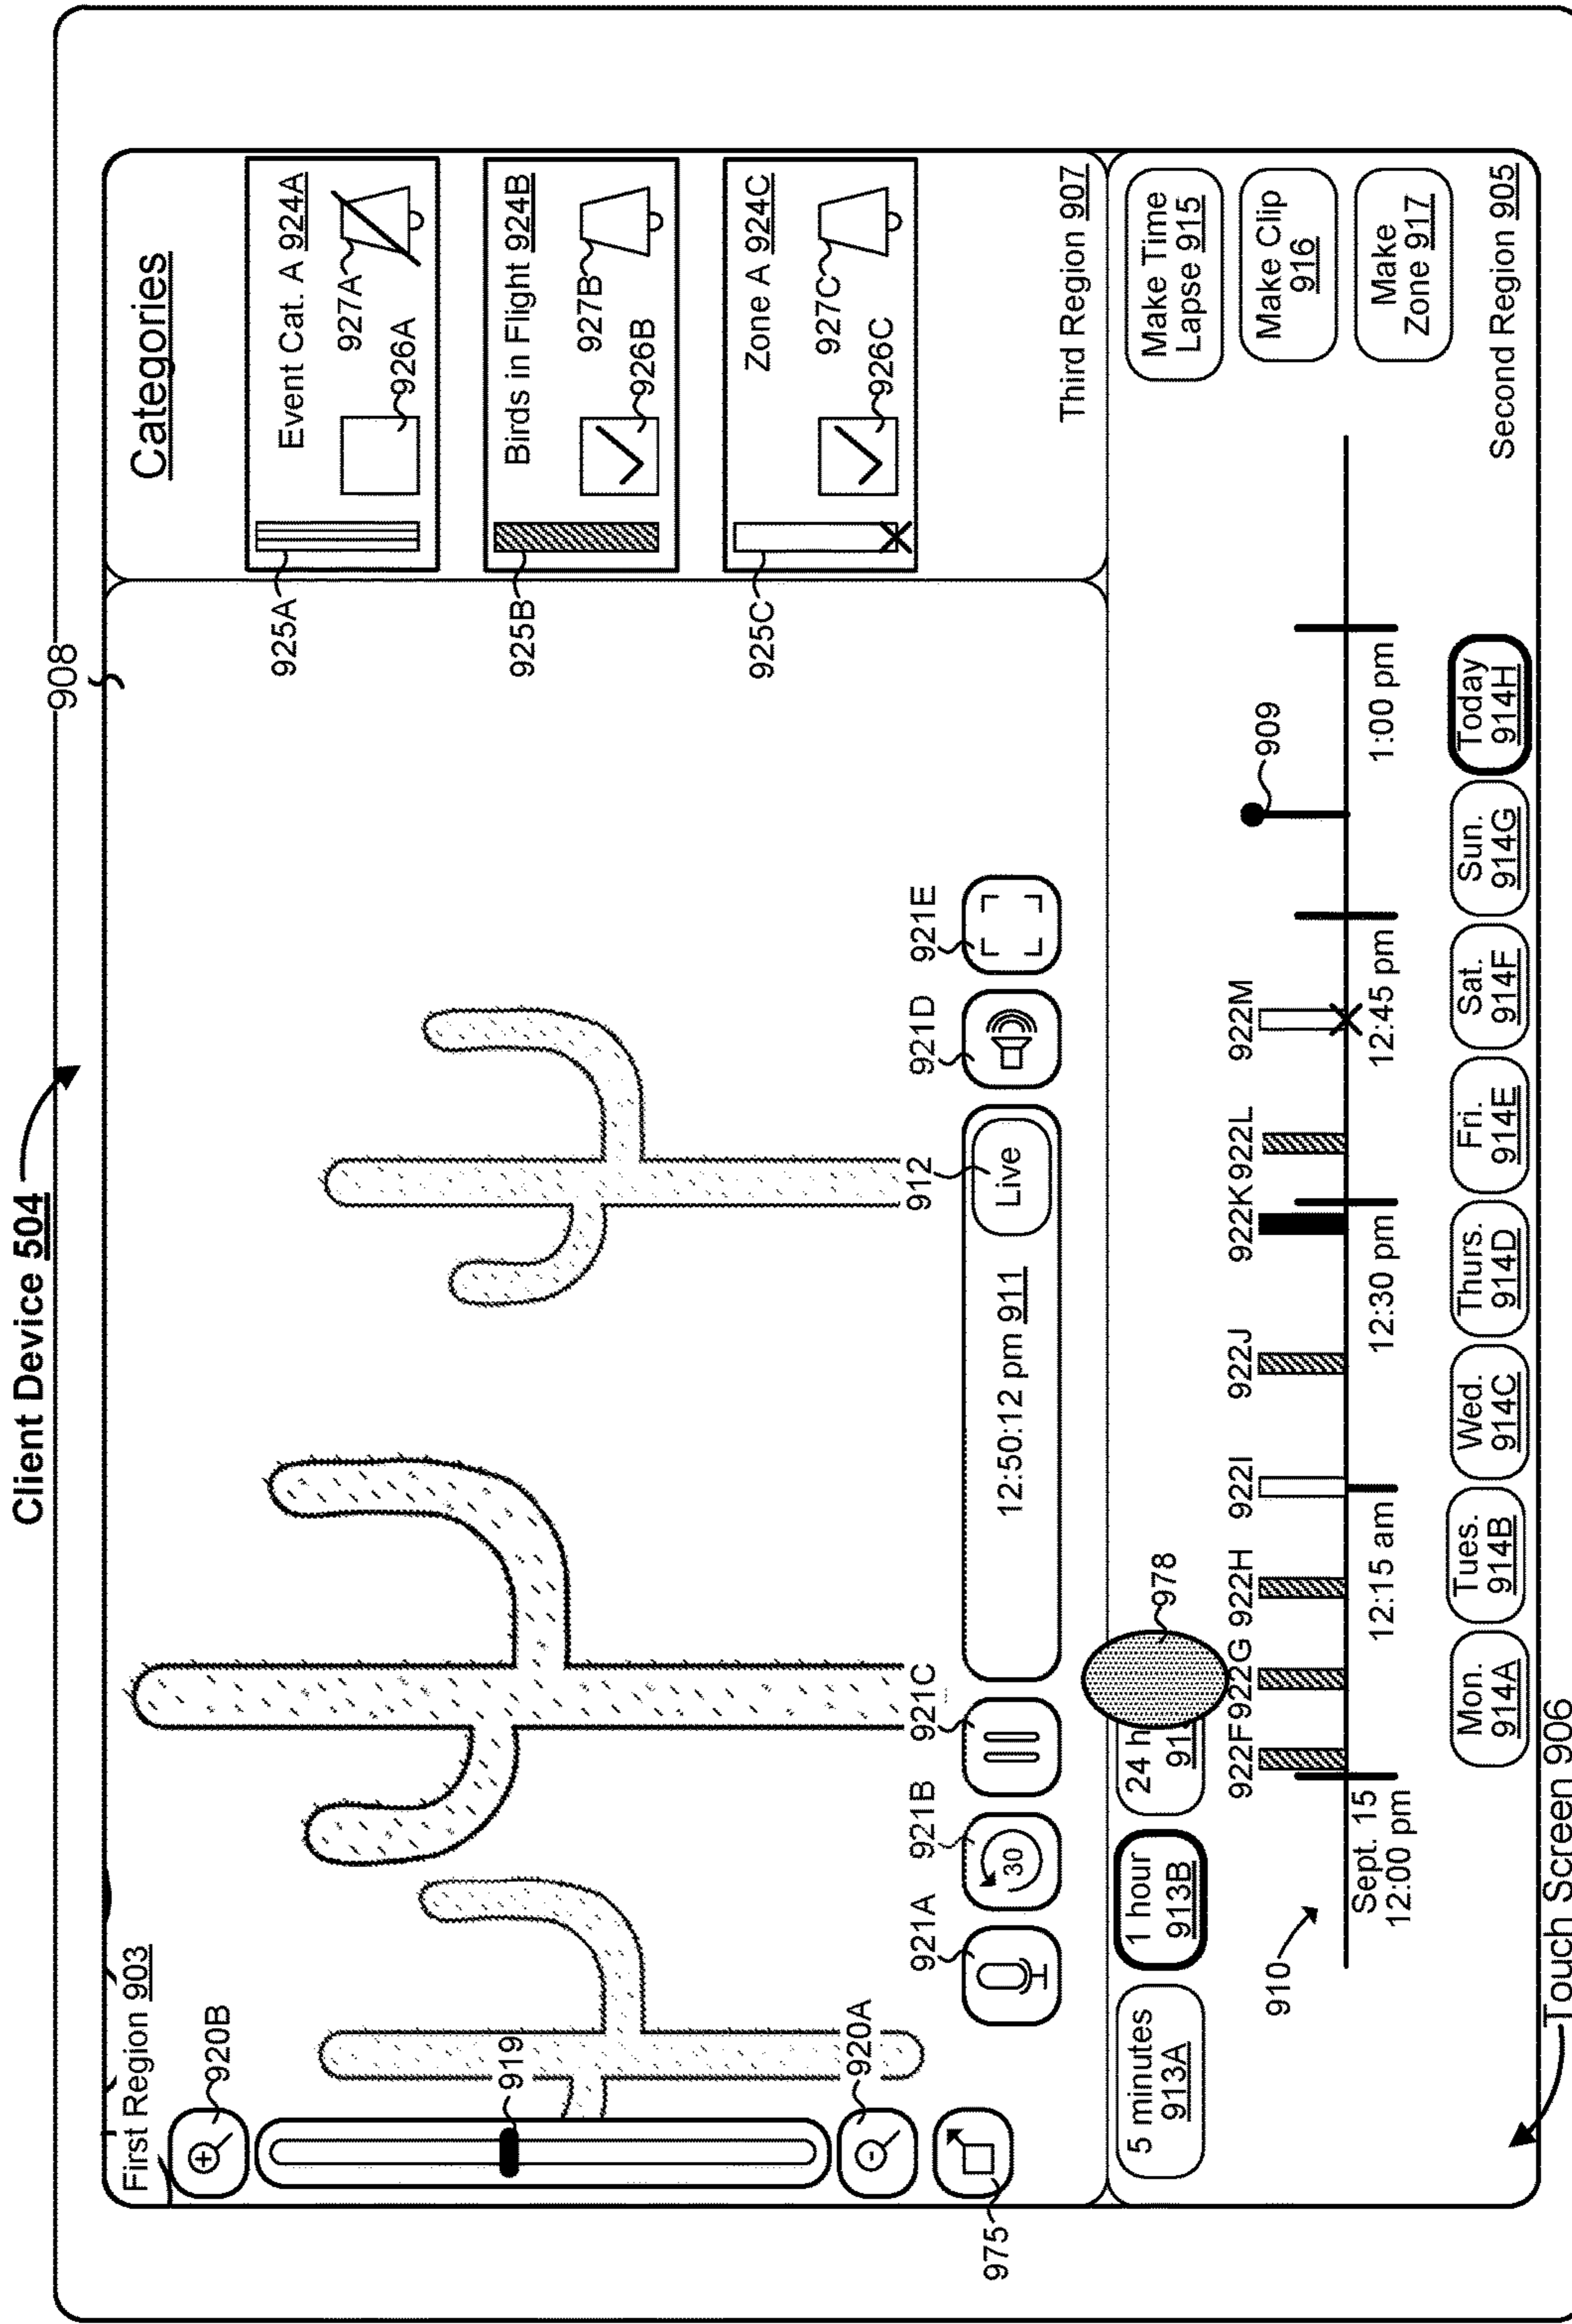 Client Device 504
908
First Region 903
920B
919
920A
975
Categories
Event Cat. A 924A
927A
926A
925A
Birds in Flight 924B
927B
926B
925B
Zone A 924C
927C
926C
925C
Third Region 907
921A
921B
30
921C
12:50:12 pm 911
912
Live
921D
921E
5 minutes
913A
1 hour
913B
24 h
91
978
Make Time
Lapse 915
Make Clip
916
Make
Zone 917
922F
922G
922H
922I
922J
922K
922L
922M
909
910
Sept. 15
12:00 pm
12:15 am
12:30 pm
12:45 pm
1:00 pm
Mon.
914A
Tues.
914B
Wed.
914C
Thurs.
914D
Fri.
914E
Sat.
914F
Sun.
914G
Today
914H
Second Region 905
Touch Screen 906